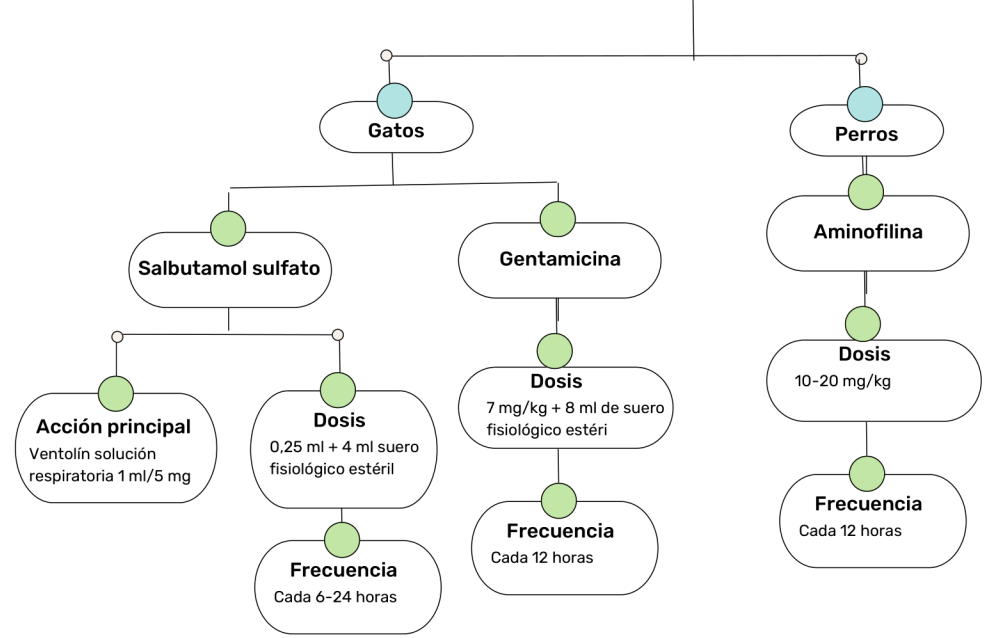 Gatos
Perros
Salbutamol sulfato
Gentamicina
Aminofilina
Acción principal
Ventolín solución
respiratoria 1 ml/5 mg
Dosis
0,25 ml + 4 ml suero
fisiológico estéril
Frecuencia
Cada 6-24 horas
Dosis
7 mg/kg + 8 ml de suero
fisiológico estéri
Frecuencia
Cada 12 horas
Dosis
10-20 mg/kg
Frecuencia
Cada 12 horas